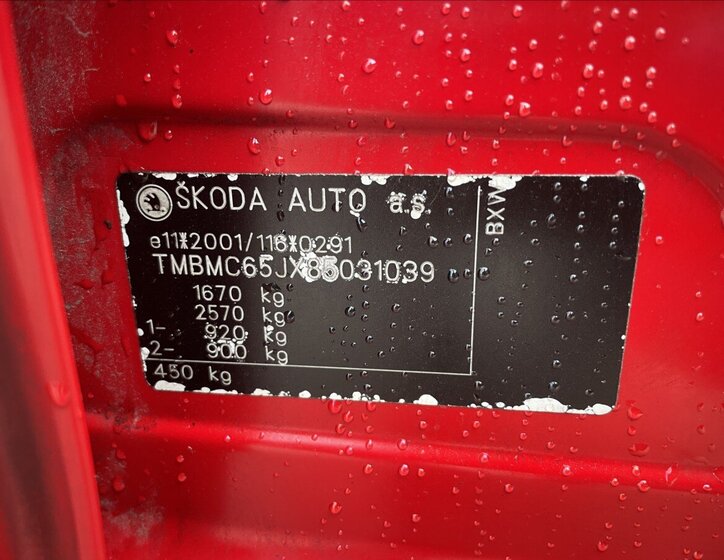 ŠKODA AUTO a.s.
BXW
e11*2001/116*0291
TMBMC65JX85031039
1670 kg
2570 kg
1- 920 kg
2- 900 kg
450 kg